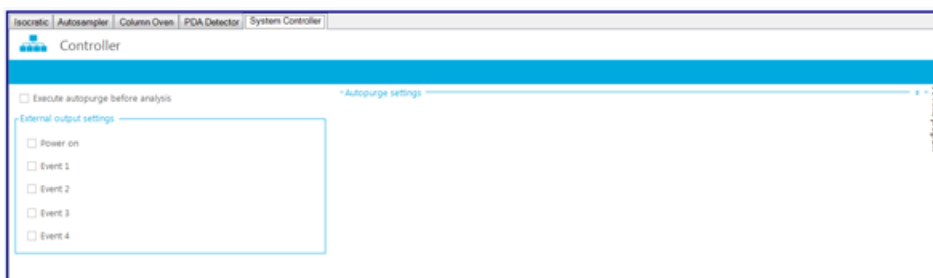 Isocratic Autosampler Column Oven PDA Detector System Controller
Controller
Execute autopurge before analysis
Autopurge settings
External output settings
Power on
Event 1
Event 2
Event 3
Event 4